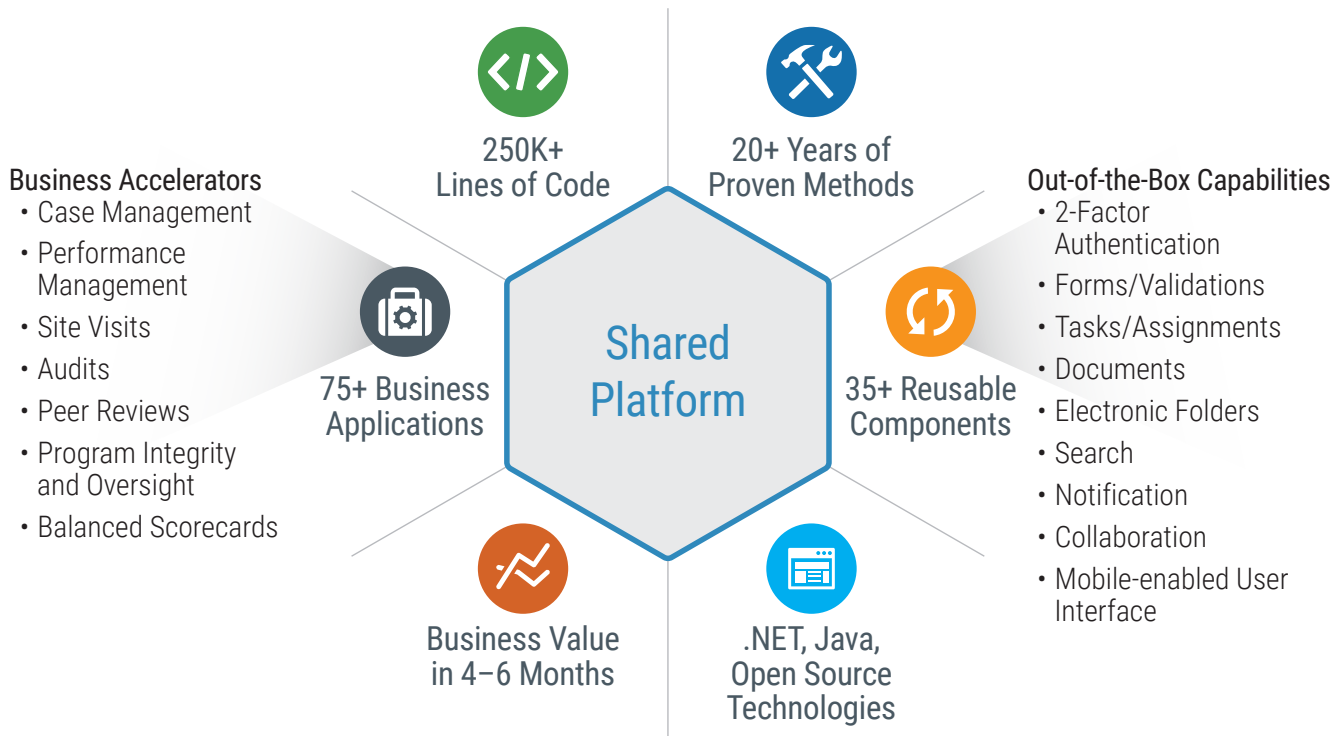 250K+
Lines of Code
20+ Years of
Proven Methods
Business Accelerators
• Case Management
• Performance
Management
• Site Visits
• Audits
• Peer Reviews
• Program Integrity
and Oversight
• Balanced Scorecards
75+ Business
Applications
Shared
Platform
35+ Reusable
Components
Out-of-the-Box Capabilities
• 2-Factor
Authentication
• Forms/Validations
• Tasks/Assignments
• Documents
• Electronic Folders
• Search
• Notification
• Collaboration
• Mobile-enabled User
Interface
Business Value
in 4–6 Months
.NET, Java,
Open Source
Technologies